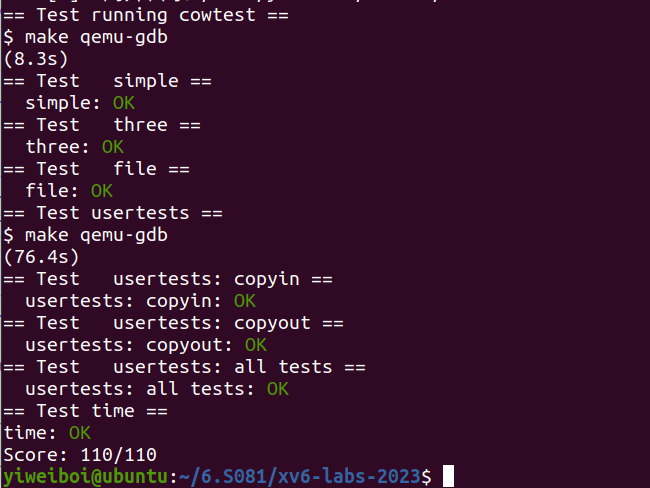 == Test running cowtest ==
$ make qemu-gdb
(8.3s)
== Test   simple ==
  simple: OK
== Test   three ==
  three: OK
== Test   file ==
  file: OK
== Test usertests ==
$ make qemu-gdb
(76.4s)
== Test   usertests: copyin ==
  usertests: copyin: OK
== Test   usertests: copyout ==
  usertests: copyout: OK
== Test   usertests: all tests ==
  usertests: all tests: OK
== Test time ==
time: OK
Score: 110/110
yiweiboi@ubuntu:~/6.S081/xv6-labs-2023$